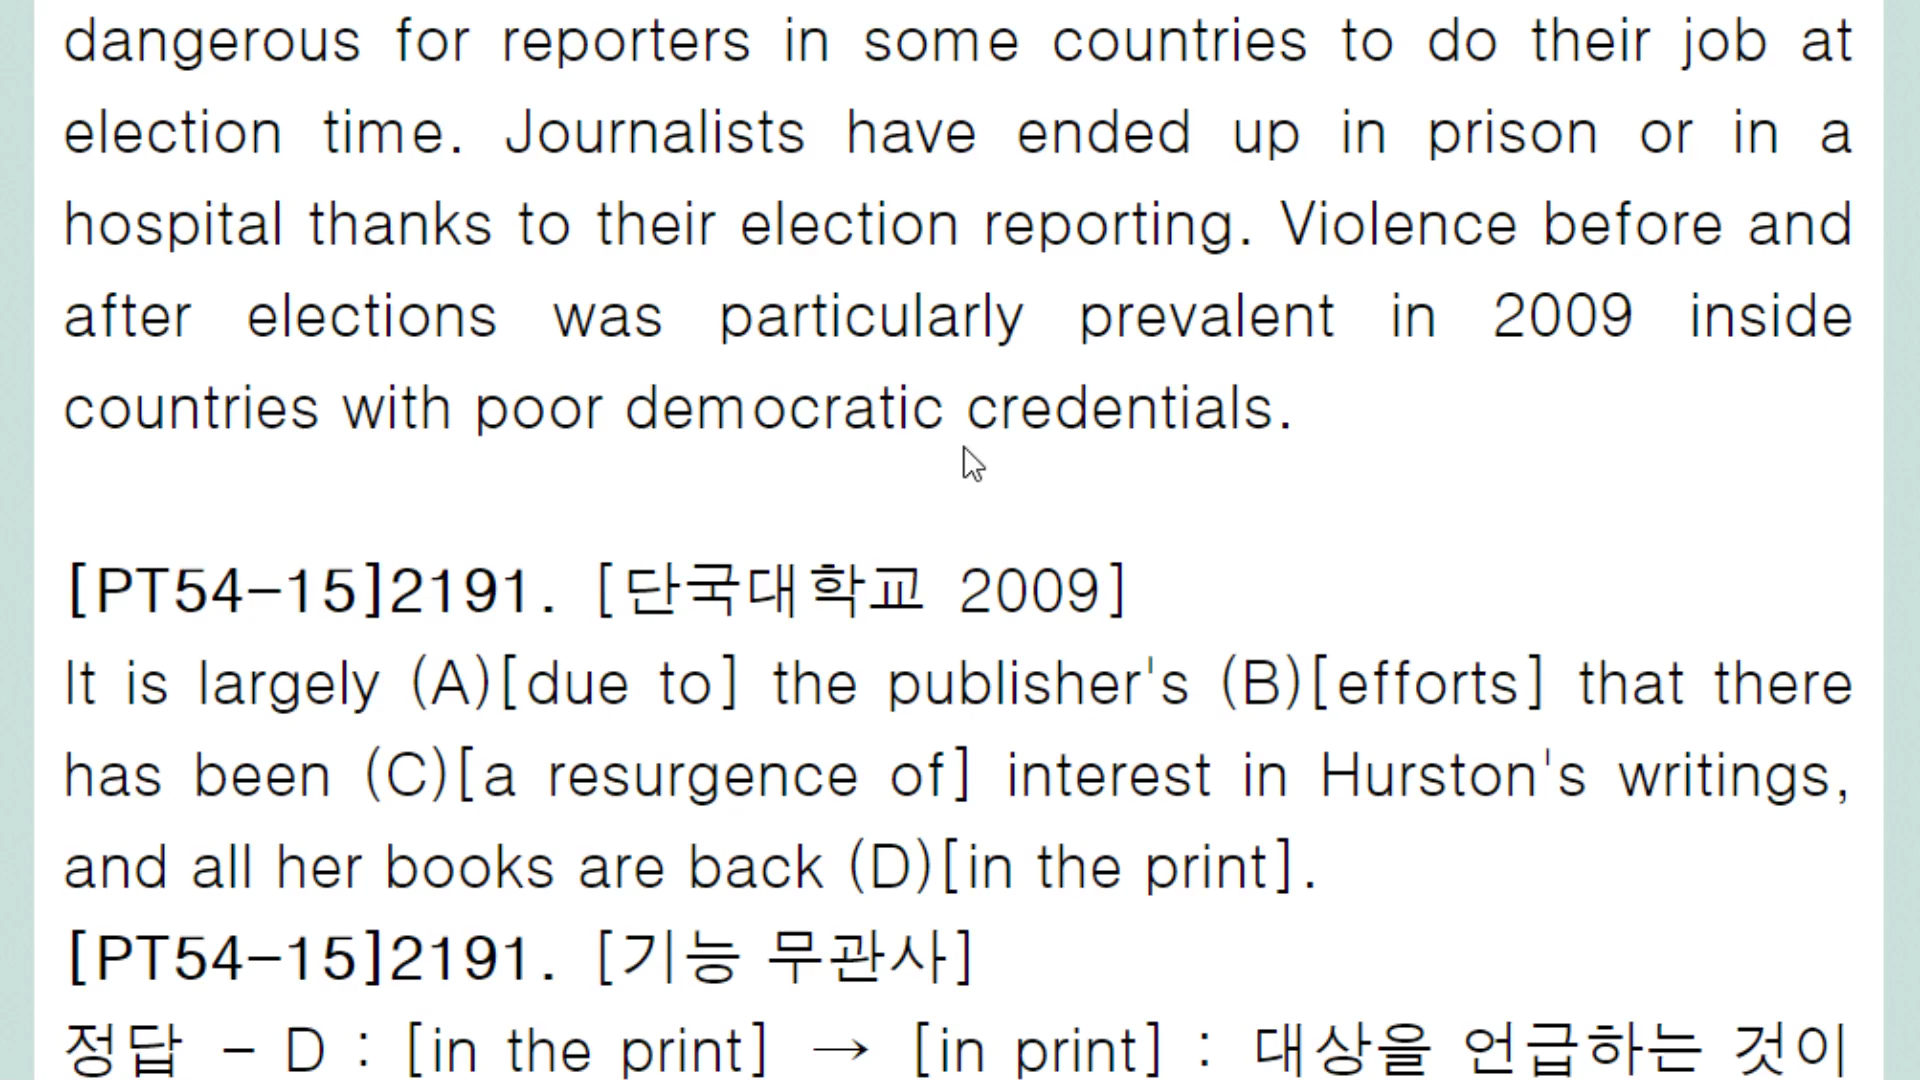 dangerous for reporters in some countries to do their job at
election time. Journalists have ended up in prison or in a
hospital thanks to their election reporting. Violence before and
after elections was particularly prevalent in 2009 inside
countries with poor democratic credentials.
[PT54-15]2191. [단국대학교 2009]
It is largely (A)[due to] the publisher's (B)[efforts] that there
has been (C)[a resurgence of] interest in Hurston's writings,
and all her books are back (D)[in the print].
[PT54-15]2191. [기능 무관사]
정답 - D : [in the print] → [in print] : 대상을 언급하는 것이